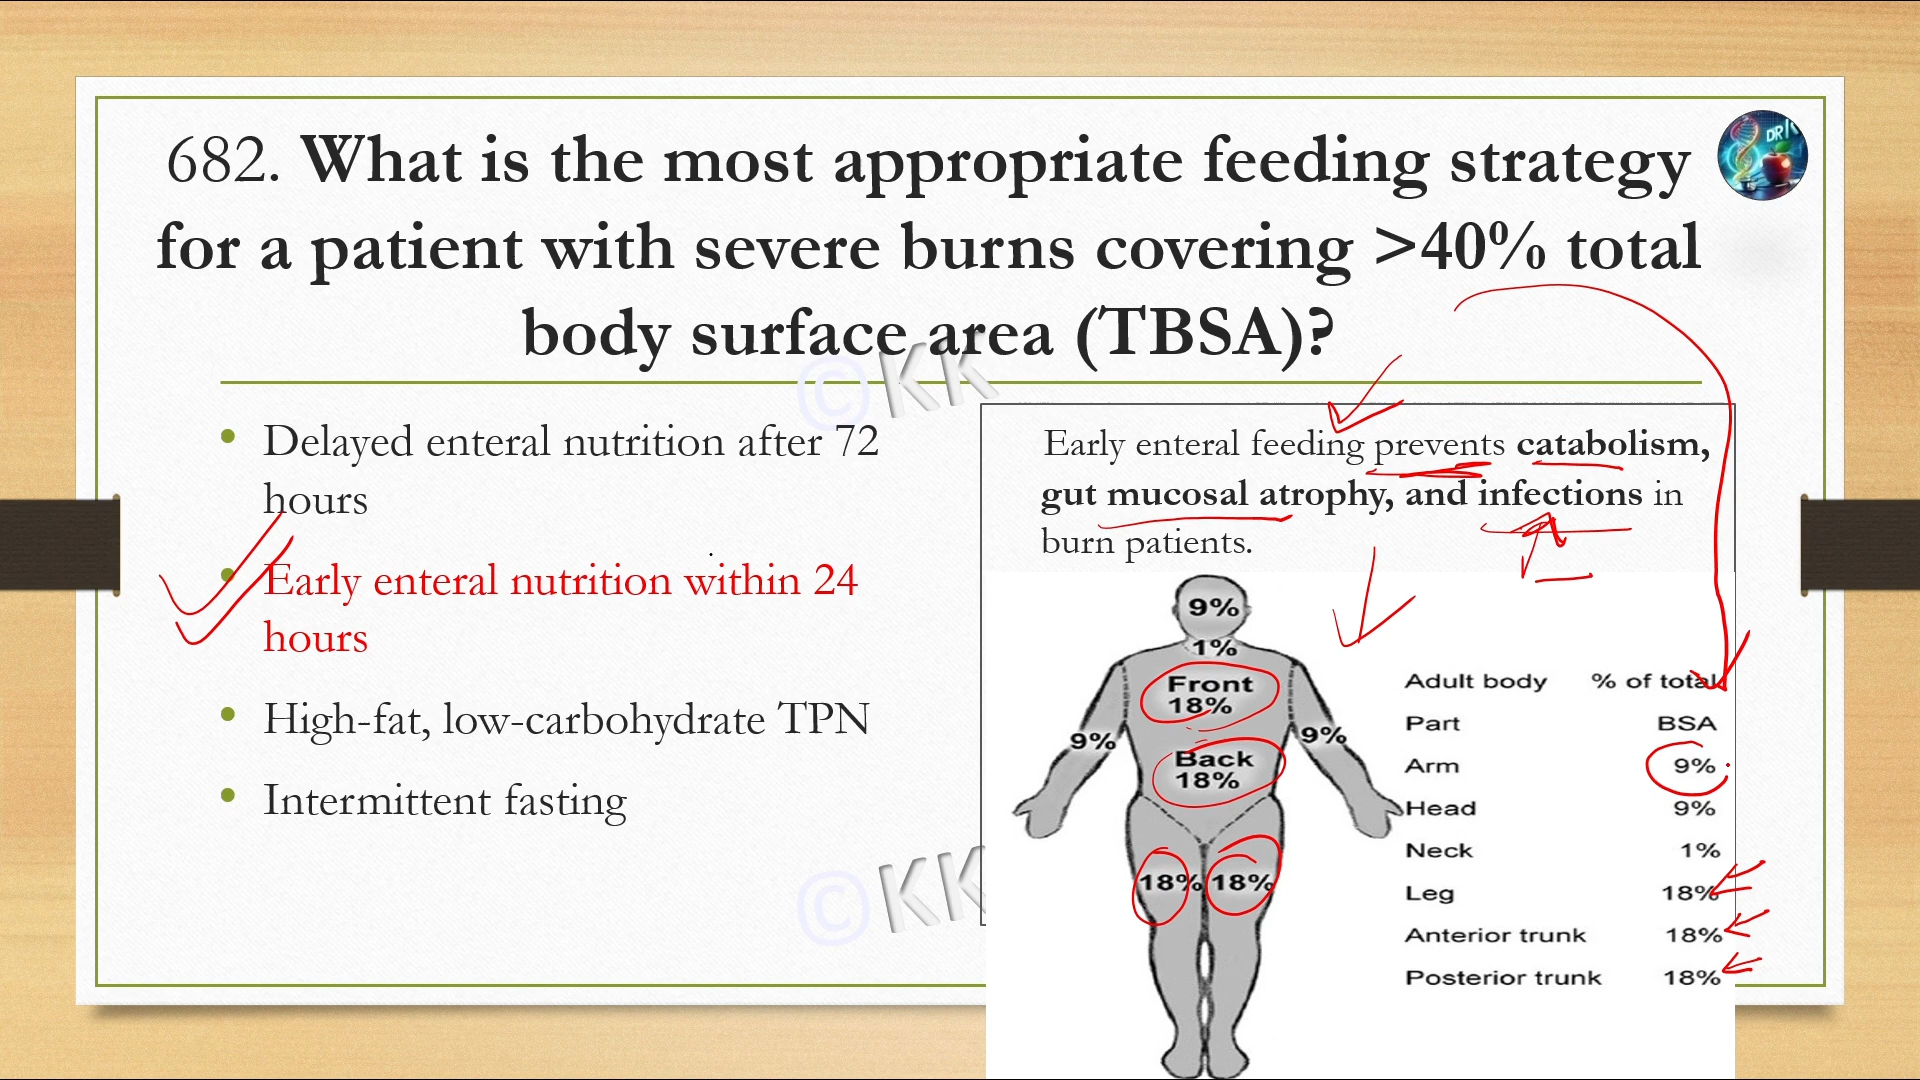 682. What is the most appropriate feeding strategy
for a patient with severe burns covering >40% total
body surface area (TBSA)?
DR
©KK
• Delayed enteral nutrition after 72
hours
• Early enteral nutrition within 24
hours
• High-fat, low-carbohydrate TPN
• Intermittent fasting
©KK
Early enteral feeding prevents catabolism,
gut mucosal atrophy, and infections in
burn patients.
9%
1%
Front
18%
9%
9%
Back
18%
18%
18%
Adult body % of total
Part BSA
Arm 9%
Head 9%
Neck 1%
Leg 18%
Anterior trunk 18%
Posterior trunk 18%